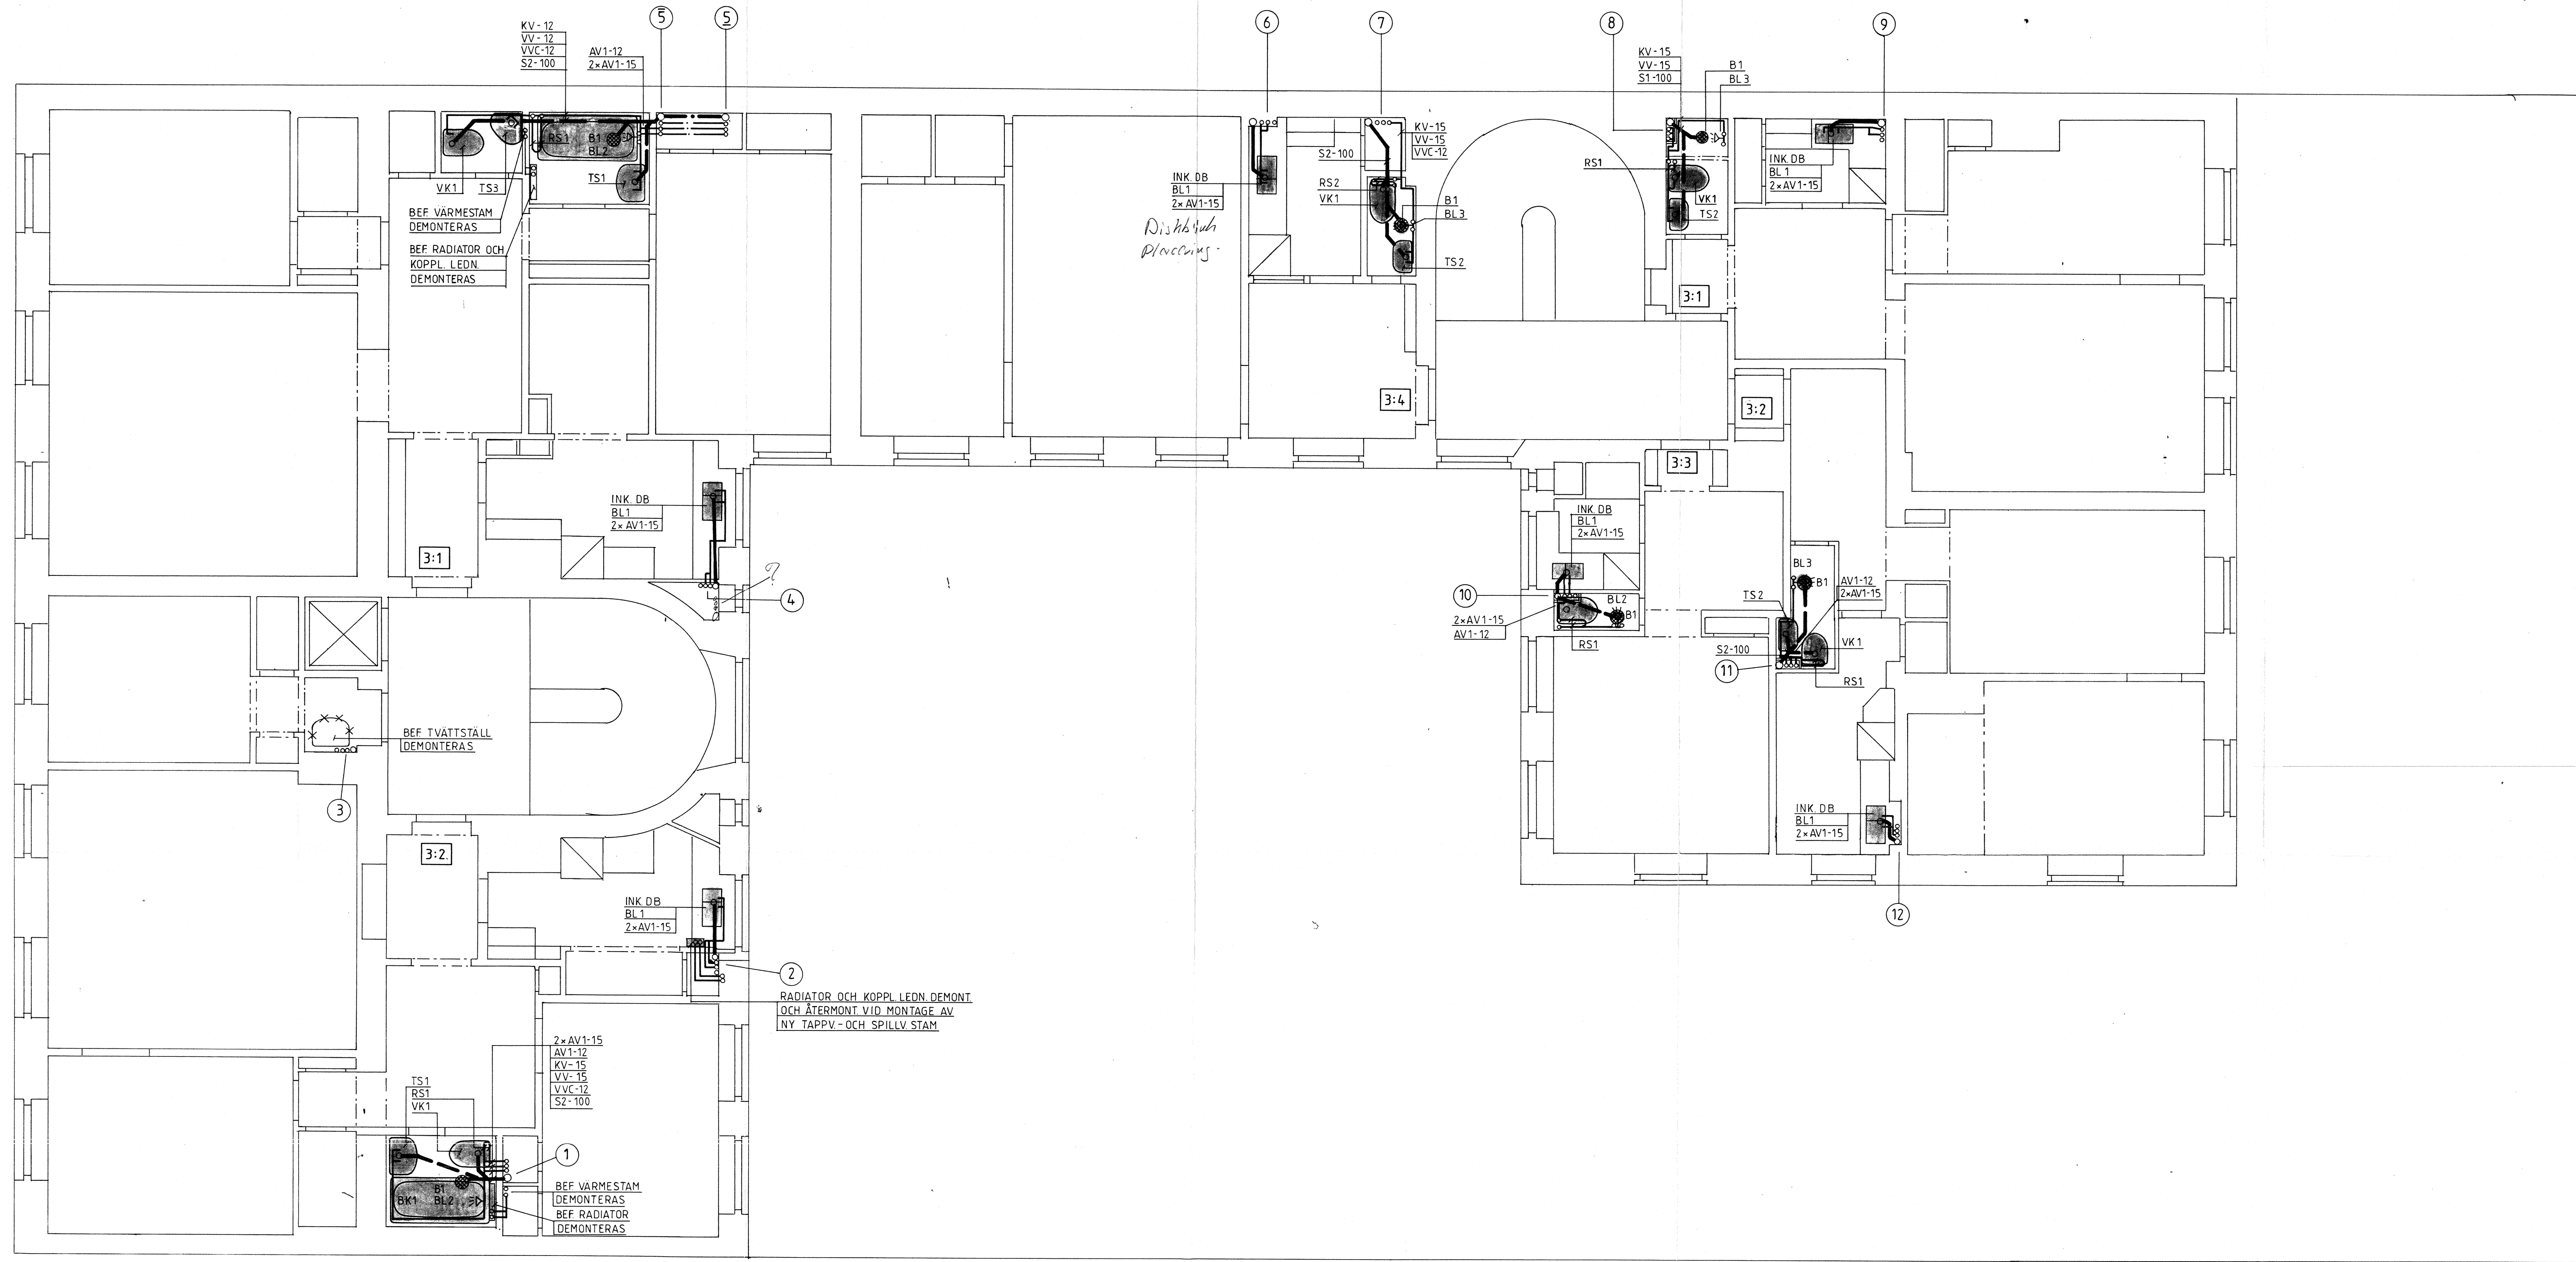 5
5
6
7
8
9
KV-12
VV-12
VVC-12
S2-100
AV1-12
2×AV1-15
RS1
B1
BL2
VK1
TS3
TS1
BEF. VÄRMESTAM
DEMONTERAS
BEF. RADIATOR OCH
KOPPL. LEDN.
DEMONTERAS
INK. DB
BL1
2×AV1-15
S2-100
KV-15
VV-15
VVC-12
RS2
VK1
B1
BL3
TS2
KV-15
VV-15
S1-100
B1
BL3
RS1
VK1
TS2
INK. DB
BL1
2×AV1-15
3:1
3:4
3:2
3:3
INK. DB
BL1
2×AV1-15
3:1
?
4
INK. DB
BL1
2×AV1-15
10
BL2
B1
2×AV1-15
AV1-12
RS1
BL3
B1
AV1-12
2×AV1-15
TS2
S2-100
VK1
11
RS1
BEF. TVÄTTSTÄLL
DEMONTERAS
3
INK. DB
BL1
2×AV1-15
12
3:2.
INK. DB
BL1
2×AV1-15
2
RADIATOR OCH KOPPL. LEDN. DEMONT.
OCH ÅTERMONT. VID MONTAGE AV
NY TAPPV.- OCH SPILLV. STAM
2×AV1-15
AV1-12
KV-15
VV-15
VVC-12
S2-100
TS1
RS1
VK1
1
BK1
B1
BL2
BEF. VÄRMESTAM
DEMONTERAS
BEF. RADIATOR
DEMONTERAS